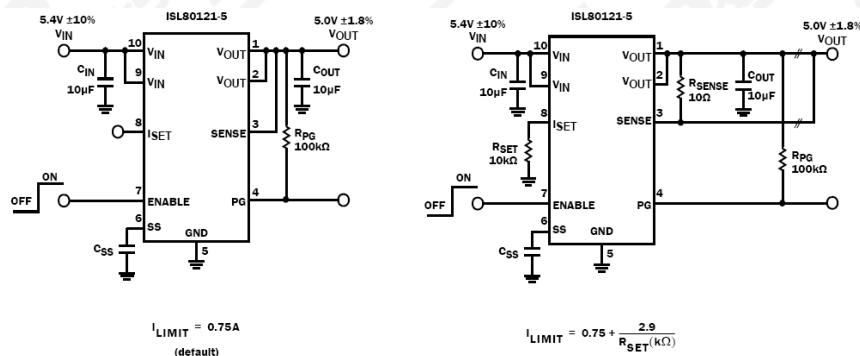 ISL80121-5
5.4V ±10%
VIN
5.0V ±1.8%
VOUT
10
VIN
VOUT
1
CIN
10µF
9
VIN
VOUT
2
COUT
10µF
8
ISET
SENSE
3
RPG
100kΩ
ON
OFF
7
ENABLE
PG
4
6
SS
GND
5
CSS
ILIMIT = 0.75A
(default)
ISL80121-5
5.4V ±10%
VIN
5.0V ±1.8%
VOUT
10
VIN
VOUT
1
CIN
10µF
9
VIN
VOUT
2
RSENSE
10Ω
COUT
10µF
8
ISET
SENSE
3
RSET
10kΩ
RPG
100kΩ
ON
OFF
7
ENABLE
PG
4
6
SS
GND
5
CSS
ILIMIT = 0.75 + 2.9
RSET(kΩ)